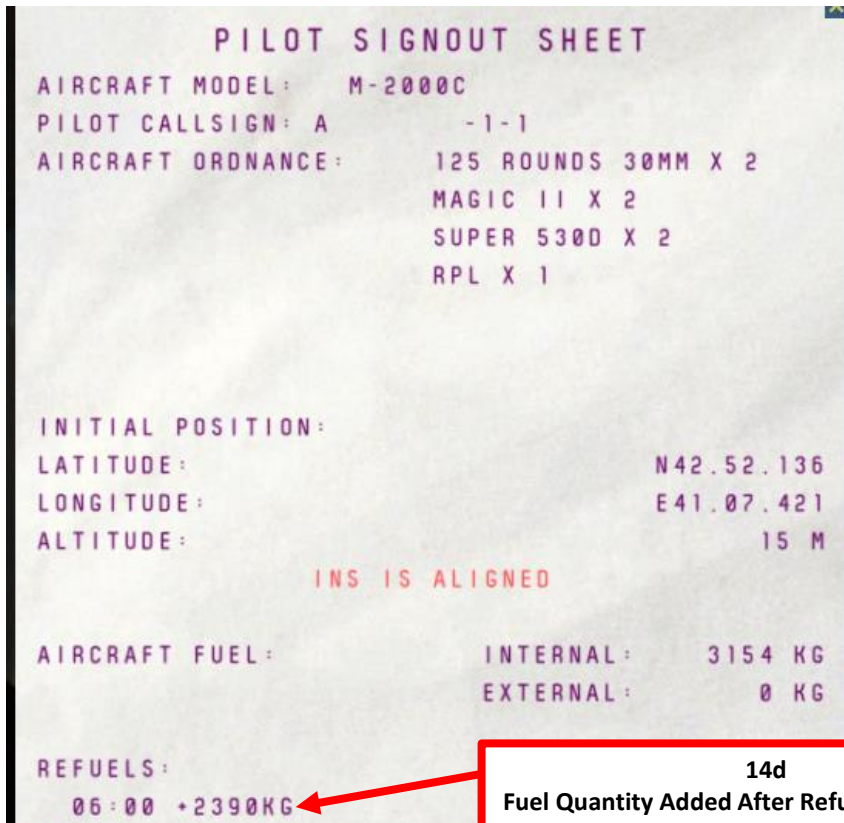 PILOT SIGNOUT SHEET
AIRCRAFT MODEL: M-2000C
PILOT CALLSIGN: A -1-1
AIRCRAFT ORDNANCE: 125 ROUNDS 30MM X 2
MAGIC II X 2
SUPER 530D X 2
RPL X 1
INITIAL POSITION:
LATITUDE: N42.52.136
LONGITUDE: E41.07.421
ALTITUDE: 15 M
INS IS ALIGNED
AIRCRAFT FUEL: INTERNAL: 3154 KG
EXTERNAL: 0 KG
REFUELS:
06:00 +2390KG
14d
Fuel Quantity Added After